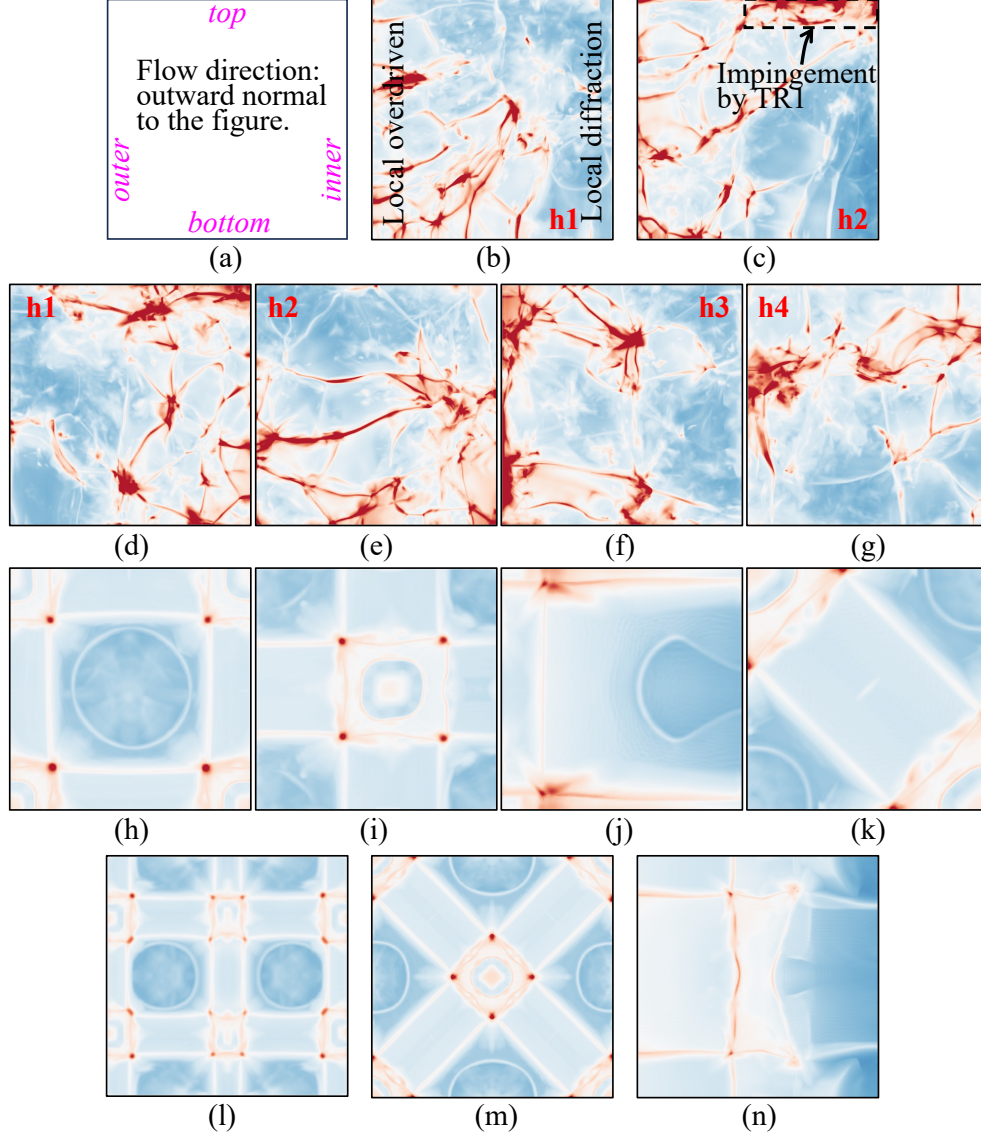 top
Flow direction:
outward normal
to the figure.
outer
inner
bottom
(a)
Local overdriven
Local diffraction
h1
(b)
Impingement
by TR1
h2
(c)
h1
h2
h3
h4
(d)
(e)
(f)
(g)
(h)
(i)
(j)
(k)
(l)
(m)
(n)